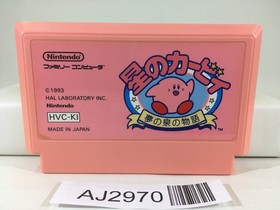 Nintendo
ファミリー コンピュータ
©1993
HAL LABORATORY INC.
Nintendo
HVC-KI
MADE IN JAPAN
星のカービィ
夢の泉の物語
TM
AJ2970